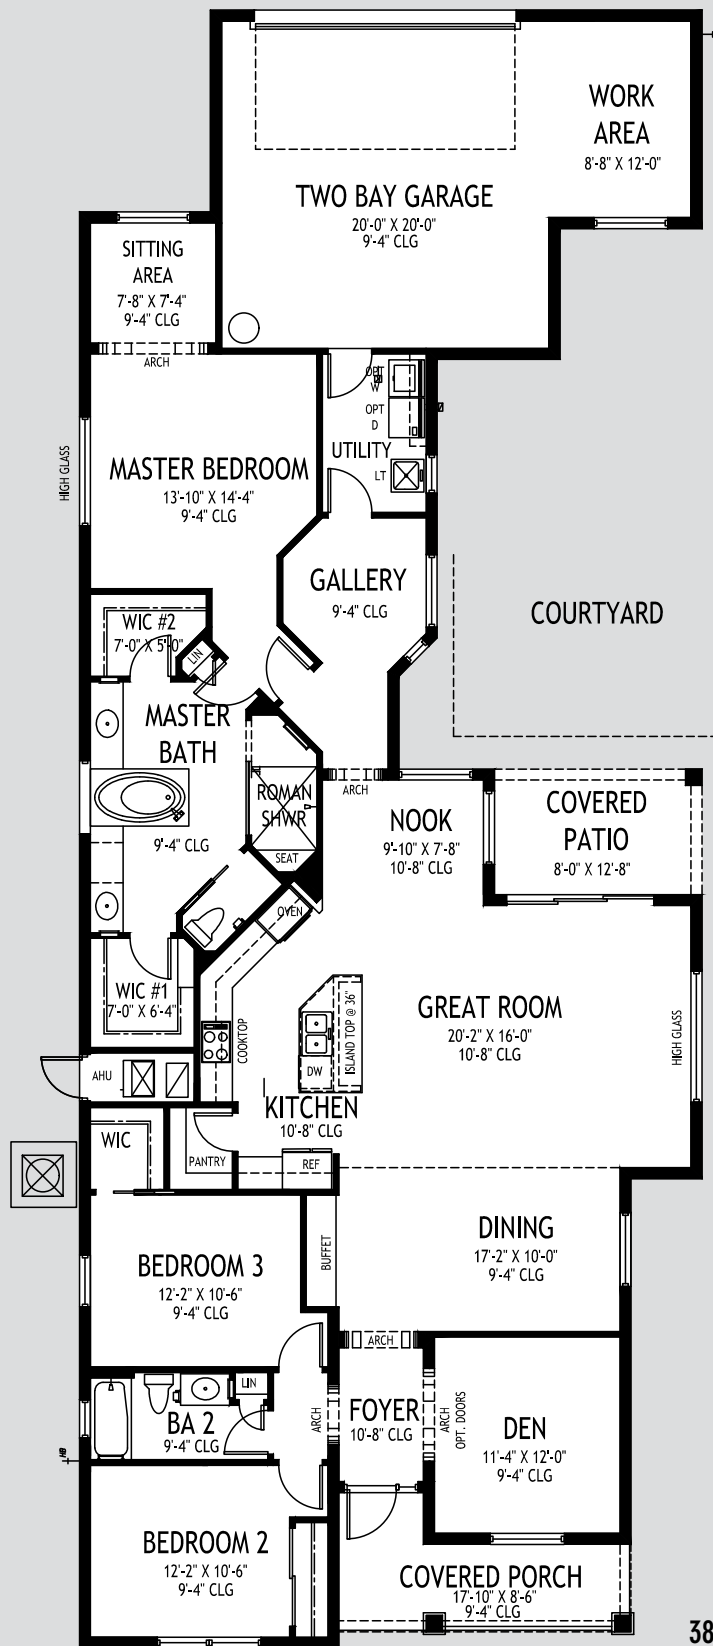 WORK
AREA
8'-8" X 12'-0"
TWO BAY GARAGE
20'-0" X 20'-0"
9'-4" CLG
SITTING
AREA
7'-8" X 7'-4"
9'-4" CLG
ARCH
OPT
W
OPT
D
UTILITY
LT
HIGH GLASS
MASTER BEDROOM
13'-10" X 14'-4"
9'-4" CLG
GALLERY
9'-4" CLG
COURTYARD
WIC #2
7'-0" X 5'-0"
LIN
MASTER
BATH
9'-4" CLG
ROMAN
SHWR
SEAT
ARCH
NOOK
9'-10" X 7'-8"
10'-8" CLG
COVERED
PATIO
8'-0" X 12'-8"
OVEN
WIC #1
7'-0" X 6'-4"
COOKTOP
ISLAND TOP @ 36"
DW
GREAT ROOM
20'-2" X 16'-0"
10'-8" CLG
HIGH GLASS
AHU
KITCHEN
10'-8" CLG
WIC
PANTRY
REF
BUFFET
DINING
17'-2" X 10'-0"
9'-4" CLG
BEDROOM 3
12'-2" X 10'-6"
9'-4" CLG
ARCH
LIN
BA 2
9'-4" CLG
ARCH
FOYER
10'-8" CLG
ARCH
OPT. DOORS
DEN
11'-4" X 12'-0"
9'-4" CLG
HB
BEDROOM 2
12'-2" X 10'-6"
9'-4" CLG
COVERED PORCH
17'-10" X 8'-6"
9'-4" CLG
38